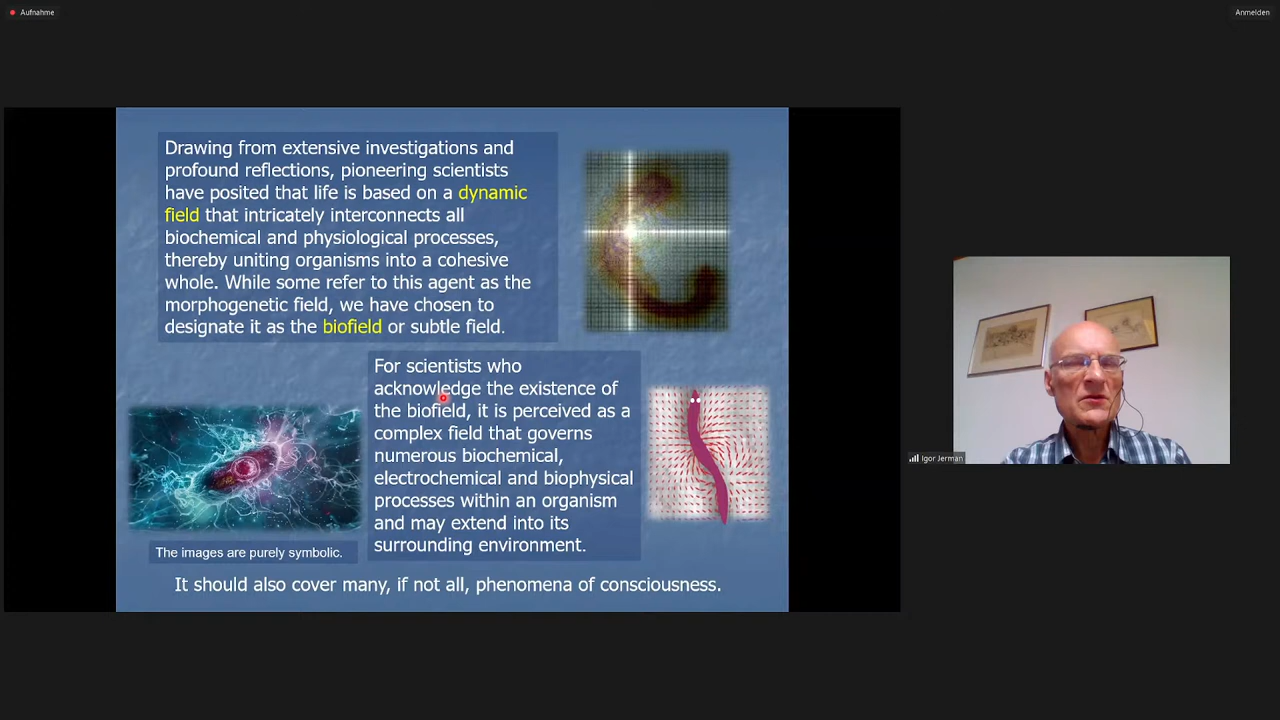 Aufnahme
Anmelden
Drawing from extensive investigations and
profound reflections, pioneering scientists
have posited that life is based on a dynamic
field that intricately interconnects all
biochemical and physiological processes,
thereby uniting organisms into a cohesive
whole. While some refer to this agent as the
morphogenetic field, we have chosen to
designate it as the biofield or subtle field.
For scientists who
acknowledge the existence of
the biofield, it is perceived as a
complex field that governs
numerous biochemical,
electrochemical and biophysical
processes within an organism
and may extend into its
surrounding environment.
The images are purely symbolic.
It should also cover many, if not all, phenomena of consciousness.
Igor Jerman